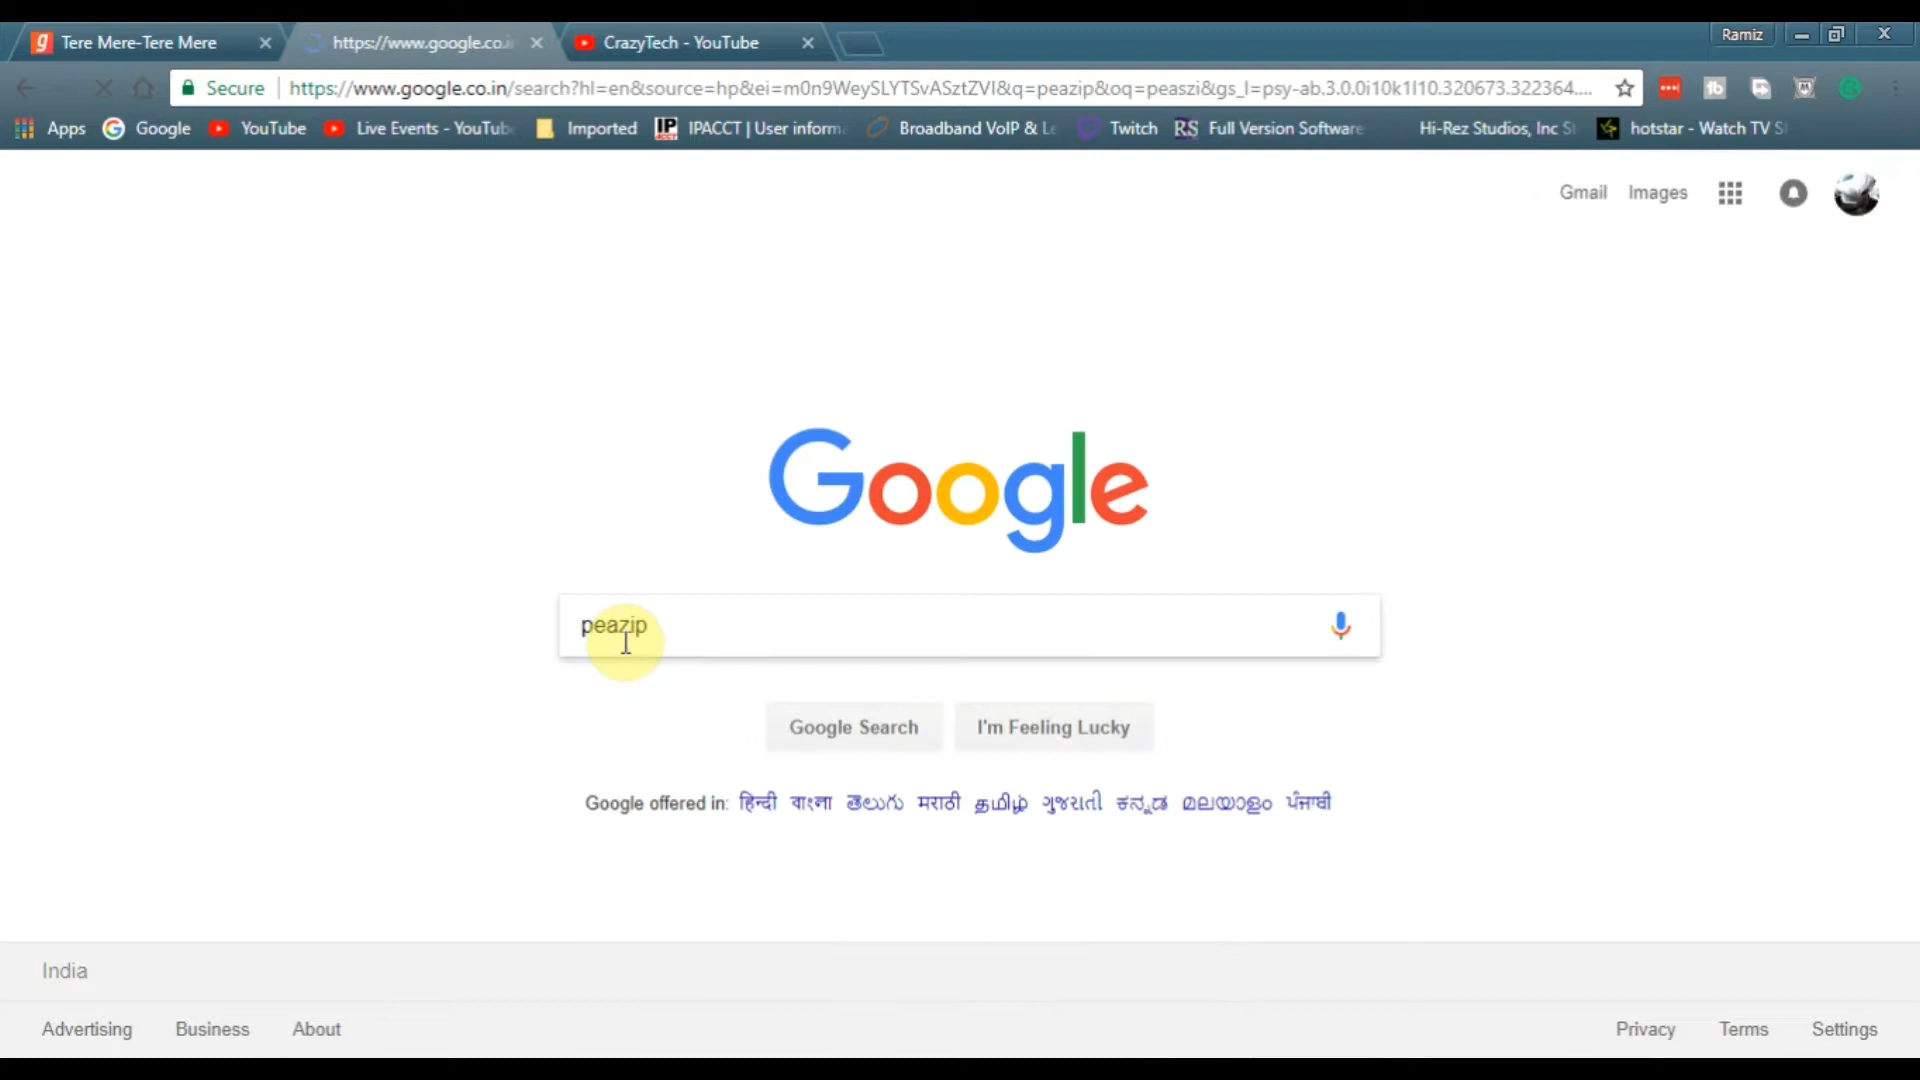 Tere Mere-Tere Mere
https://www.google.co.i
CrazyTech - YouTube
Ramiz
Secure
https://www.google.co.in/search?hl=en&source=hp&ei=m0n9WeySLYTSvASztZZVI&q=peazip&oq=peaszi&gs_l=psy-ab.3.0.0i10k1l10.320673.322364....
Apps
Google
YouTube
Live Events - YouTub
Imported
IPACCT | User inform
Broadband VoIP & Le
Twitch
RS Full Version Software
Hi-Rez Studios, Inc S
hotstar - Watch TV S
Gmail
Images
Google
peazip
Google Search
I'm Feeling Lucky
Google offered in: हिन्दी বাংলা తెలుగు मराठी தமிழ் ગુજરાતી ಕನ್ನಡ മലയാളം ਪੰਜਾਬੀ
India
Advertising
Business
About
Privacy
Terms
Settings